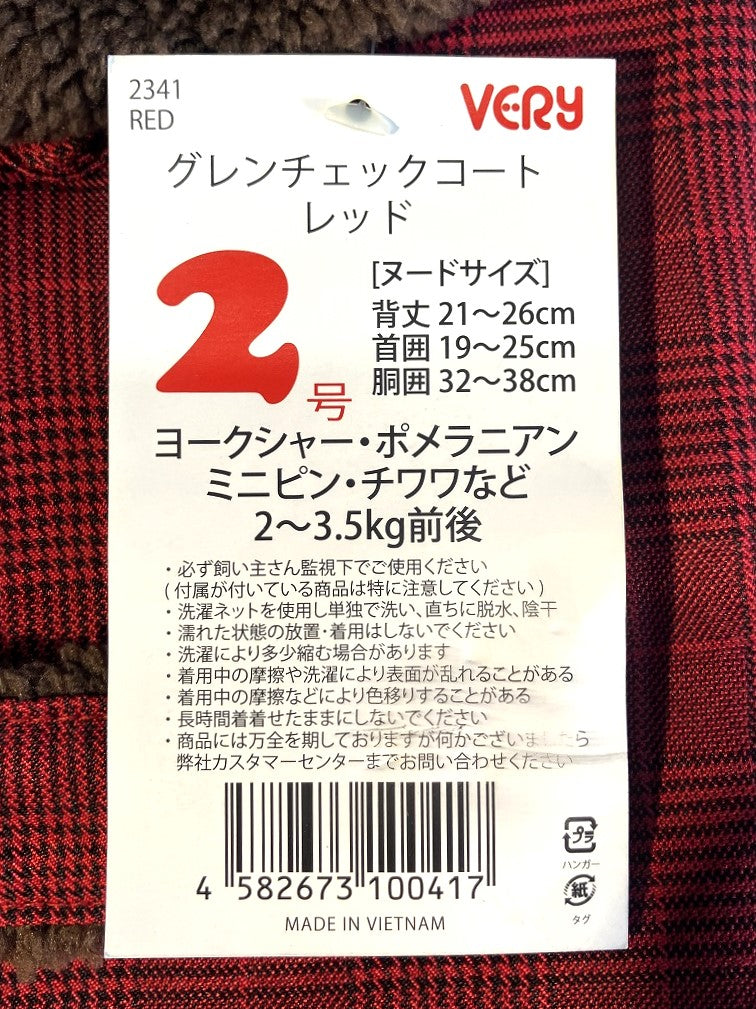 2341
RED
VERY
グレンチェックコート
レッド
2号
[ヌードサイズ]
背丈 21～26cm
首囲 19～25cm
胴囲 32～38cm
ヨークシャー・ポメラニアン
ミニピン・チワワなど
2～3.5kg前後
・必ず飼い主さん監視下でご使用ください
(付属が付いている商品は特に注意してください)
・洗濯ネットを使用し単独で洗い、直ちに脱水、陰干
・濡れた状態の放置・着用はしないでください
・洗濯により多少縮む場合があります
・着用中の摩擦や洗濯により表面が乱れることがある
・着用中の摩擦などにより色移りすることがある
・長時間着着せたままにしないでください
・商品には万全を期しておりますが何かございましたら
弊社カスタマーセンターまでお問い合わせください
4 582673 100417
MADE IN VIETNAM
プラ
ハンガー
紙
タグ